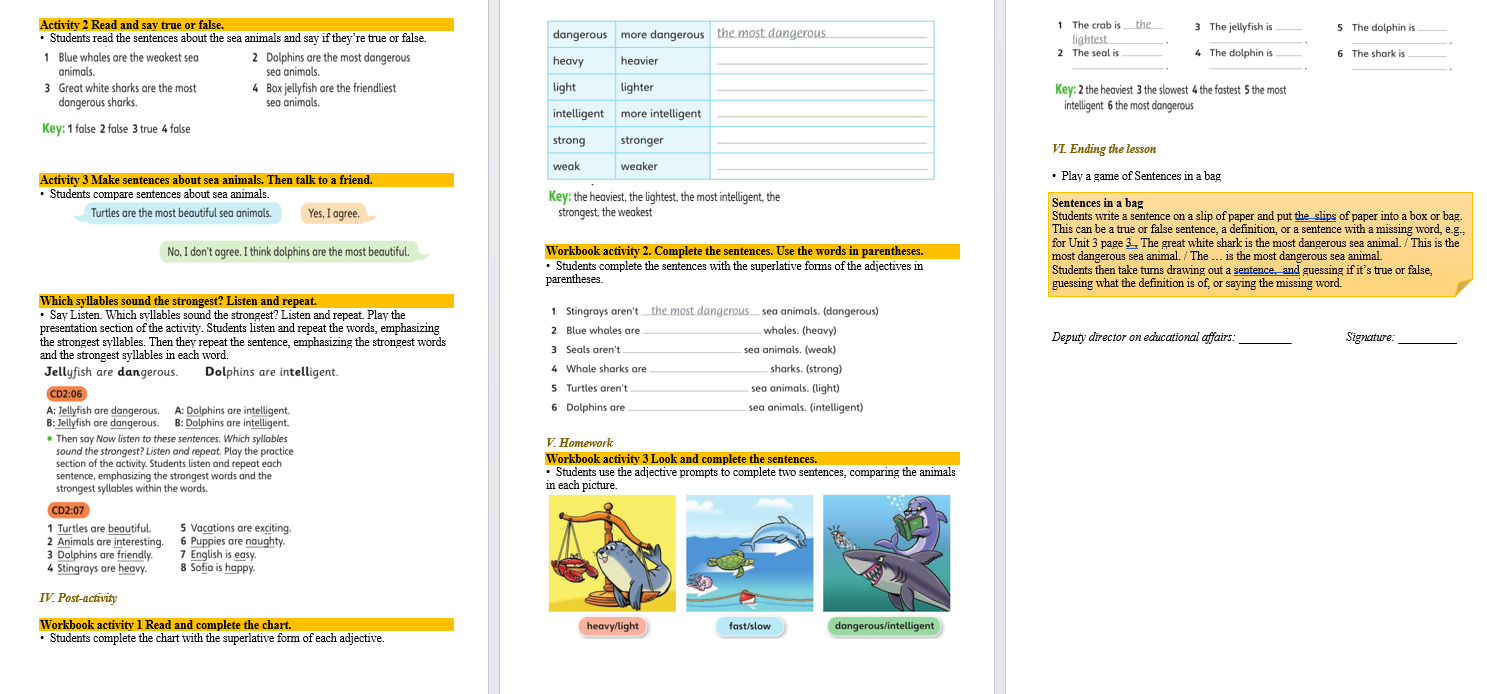 Activity 2 Read and say true or false.
• Students read the sentences about the sea animals and say if they're true or false.
1 Blue whales are the weakest sea animals.
2 Dolphins are the most dangerous sea animals.
3 Great white sharks are the most dangerous sharks.
4 Box jellyfish are the friendliest sea animals.
Key: 1 false 2 false 3 true 4 false
Activity 3 Make sentences about sea animals. Then talk to a friend.
• Students compare sentences about sea animals.
Turtles are the most beautiful sea animals.
Yes, I agree.
No, I don't agree. I think dolphins are the most beautiful.
Which syllables sound the strongest? Listen and repeat.
• Say Listen. Which syllables sound the strongest? Listen and repeat. Play the
presentation section of the activity. Students listen and repeat the words, emphasizing
the strongest syllables. Then they repeat the sentence, emphasizing the strongest words
and the strongest syllables in each word.
Jellyfish are dangerous. Dolphins are intelligent.
CD2:06
A: Jellyfish are dangerous. A: Dolphins are intelligent.
B: Jellyfish are dangerous. B: Dolphins are intelligent.
• Then say Now listen to these sentences. Which syllables
sound the strongest? Listen and repeat. Play the practice
section of the activity. Students listen and repeat each
sentence, emphasizing the strongest words and the
strongest syllables within the words.
CD2:07
1 Turtles are beautiful. 5 Vacations are exciting.
2 Animals are interesting. 6 Puppies are naughty.
3 Dolphins are friendly. 7 English is easy.
4 Stingrays are heavy. 8 Sofia is happy.
IV. Post-activity
Workbook activity 1 Read and complete the chart.
• Students complete the chart with the superlative form of each adjective.
dangerous more dangerous the most dangerous
heavy heavier
light lighter
intelligent more intelligent
strong stronger
weak weaker
Key: the heaviest, the lightest, the most intelligent, the
strongest, the weakest
Workbook activity 2. Complete the sentences. Use the words in parentheses.
• Students complete the sentences with the superlative forms of the adjectives in
parentheses.
1 Stingrays aren't the most dangerous sea animals. (dangerous)
2 Blue whales are ____ whales. (heavy)
3 Seals aren't ____ sea animals. (weak)
4 Whale sharks are ____ sharks. (strong)
5 Turtles aren't ____ sea animals. (light)
6 Dolphins are ____ sea animals. (intelligent)
V. Homework
Workbook activity 3 Look and complete the sentences.
• Students use the adjective prompts to complete two sentences, comparing the animals
in each picture.
heavy/light fast/slow dangerous/intelligent
1 The crab is the lightest.
2 The seal is ____.
3 The jellyfish is ____.
4 The dolphin is ____.
5 The dolphin is ____.
6 The shark is ____.
Key: 2 the heaviest 3 the slowest 4 the fastest 5 the most
intelligent 6 the most dangerous
VI. Ending the lesson
• Play a game of Sentences in a bag
Sentences in a bag
Students write a sentence on a slip of paper and put the slips of paper into a box or bag.
This can be a true or false sentence, a definition, or a sentence with a missing word, e.g.,
for Unit 3 page 3., The great white shark is the most dangerous sea animal. / This is the
most dangerous sea animal. / The … is the most dangerous sea animal.
Students then take turns drawing out a sentence, and guessing if it's true or false,
guessing what the definition is of, or saying the missing word.
Deputy director on educational affairs: ________ Signature: ________